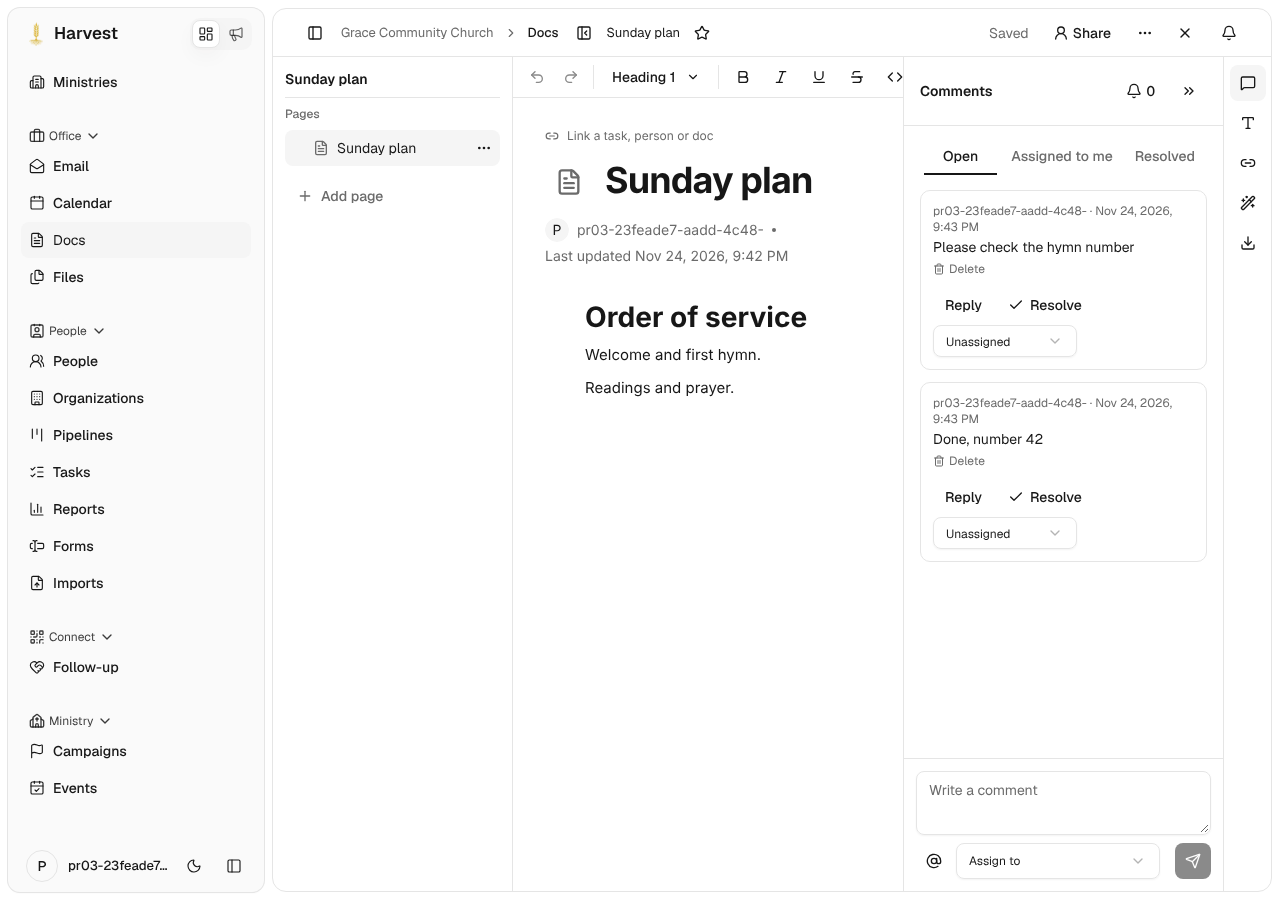 Harvest
Ministries
Office
Email
Calendar
Docs
Files
People
People
Organizations
Pipelines
Tasks
Reports
Forms
Imports
Connect
Follow-up
Ministry
Campaigns
Events
P pr03-23feade7...
Grace Community Church > Docs Sunday plan
Saved Share
Sunday plan
Pages
Sunday plan
Add page
Heading 1
Link a task, person or doc
Sunday plan
P pr03-23feade7-aadd-4c48- •
Last updated Nov 24, 2026, 9:42 PM
Order of service
Welcome and first hymn.
Readings and prayer.
Comments 0
Open Assigned to me Resolved
pr03-23feade7-aadd-4c48- · Nov 24, 2026,
9:43 PM
Please check the hymn number
Delete
Reply Resolve
Unassigned
pr03-23feade7-aadd-4c48- · Nov 24, 2026,
9:43 PM
Done, number 42
Delete
Reply Resolve
Unassigned
Write a comment
Assign to